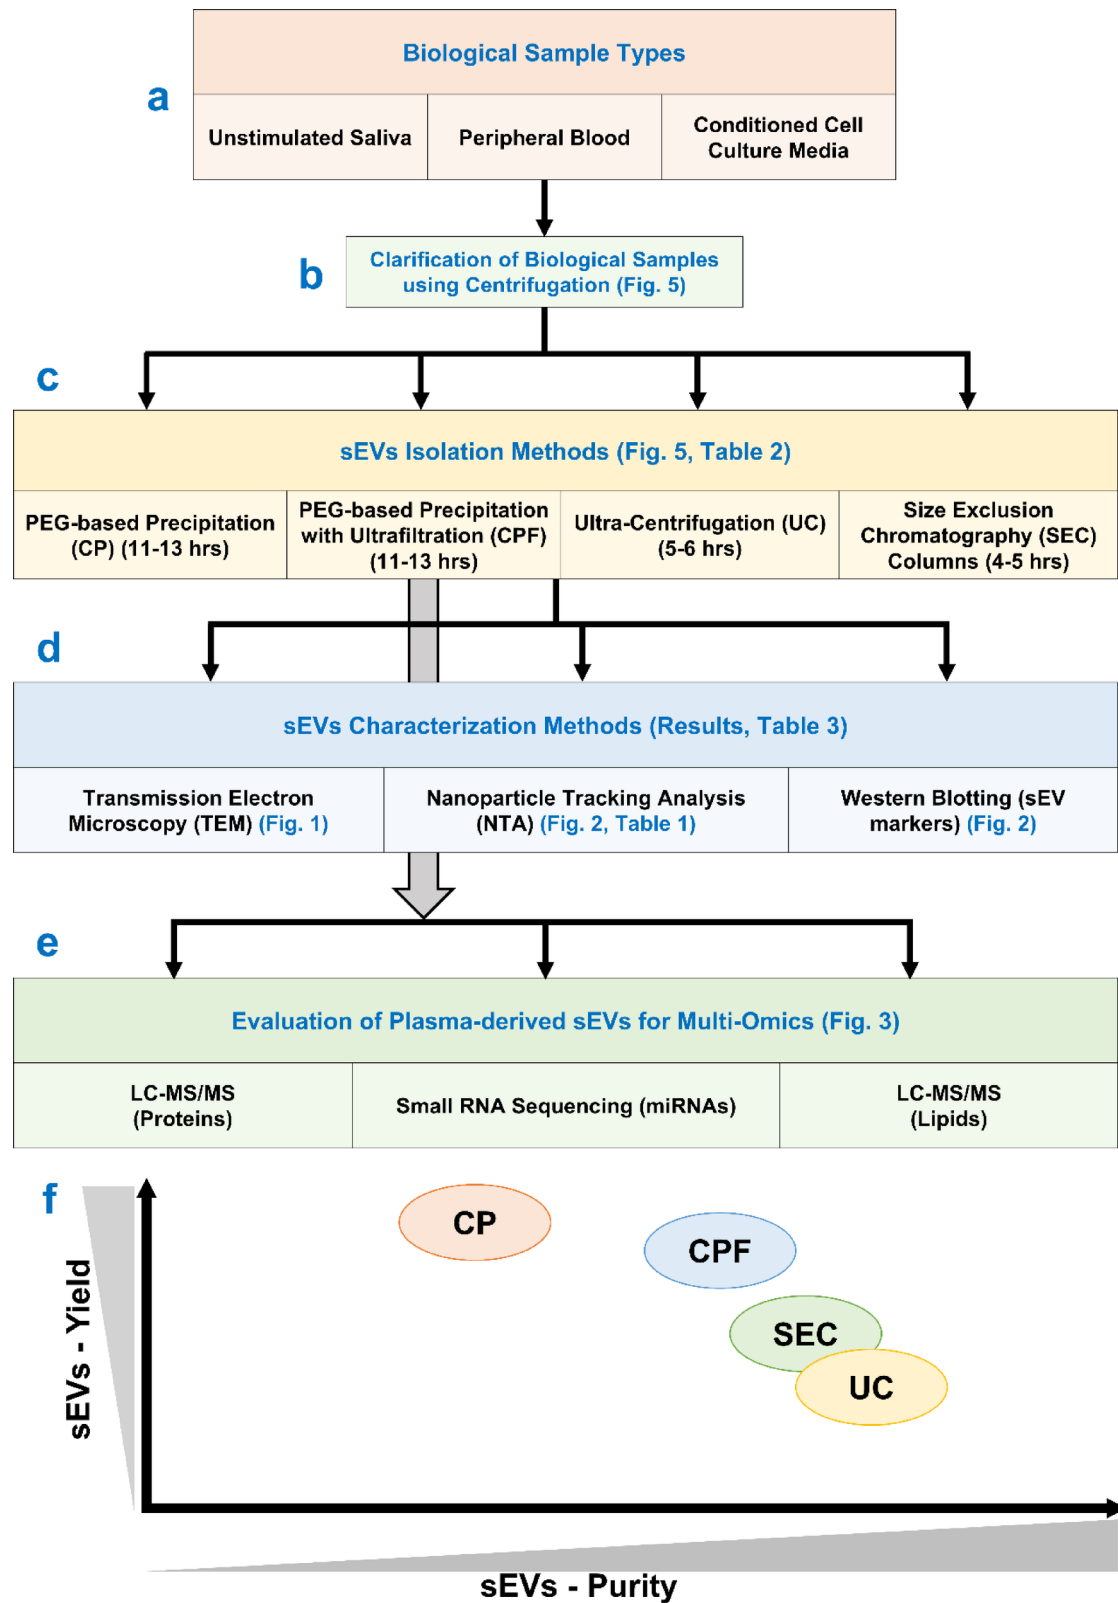 a
Biological Sample Types
Unstimulated Saliva
Peripheral Blood
Conditioned Cell
Culture Media
b
Clarification of Biological Samples
using Centrifugation (Fig. 5)
c
sEVs Isolation Methods (Fig. 5, Table 2)
PEG-based Precipitation
(CP) (11-13 hrs)
PEG-based Precipitation
with Ultrafiltration (CPF)
(11-13 hrs)
Ultra-Centrifugation (UC)
(5-6 hrs)
Size Exclusion
Chromatography (SEC)
Columns (4-5 hrs)
d
sEVs Characterization Methods (Results, Table 3)
Transmission Electron
Microscopy (TEM) (Fig. 1)
Nanoparticle Tracking Analysis
(NTA) (Fig. 2, Table 1)
Western Blotting (sEV
markers) (Fig. 2)
e
Evaluation of Plasma-derived sEVs for Multi-Omics (Fig. 3)
LC-MS/MS
(Proteins)
Small RNA Sequencing (miRNAs)
LC-MS/MS
(Lipids)
f
sEVs - Yield
CP
CPF
SEC
UC
sEVs - Purity